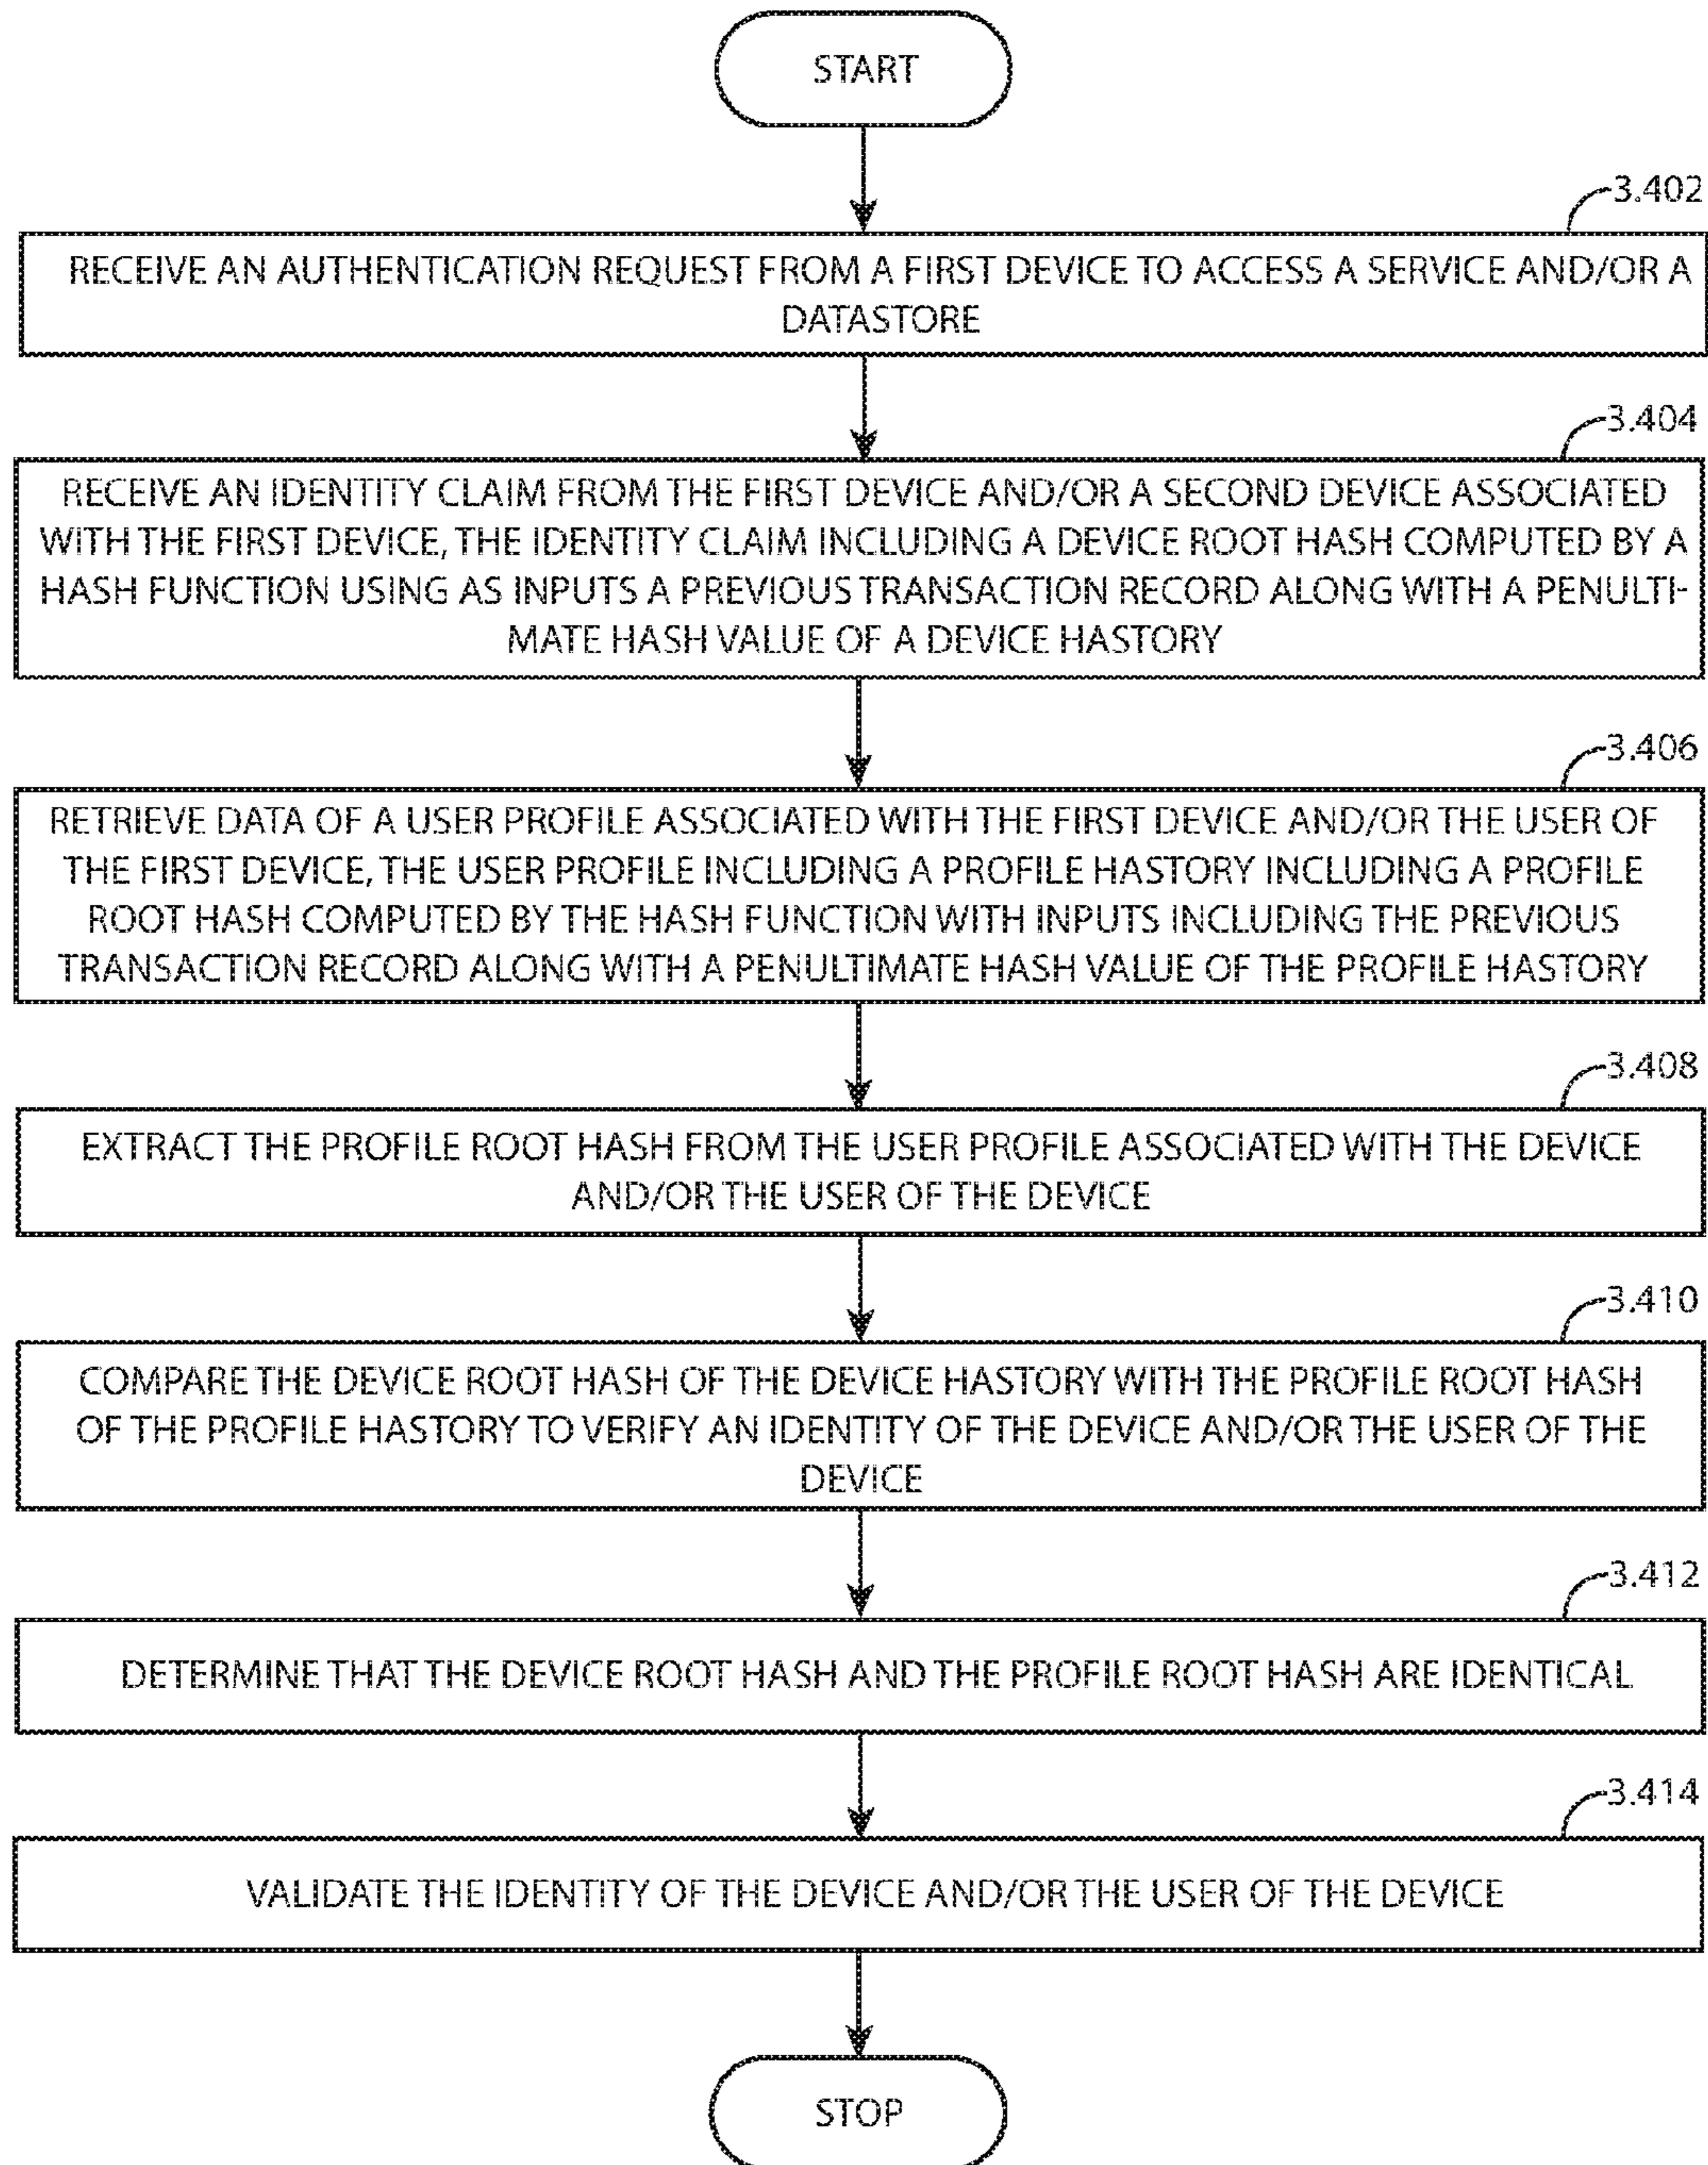 START
3.402
RECEIVE AN AUTHENTICATION REQUEST FROM A FIRST DEVICE TO ACCESS A SERVICE AND/OR A
DATASTORE
3.404
RECEIVE AN IDENTITY CLAIM FROM THE FIRST DEVICE AND/OR A SECOND DEVICE ASSOCIATED
WITH THE FIRST DEVICE, THE IDENTITY CLAIM INCLUDING A DEVICE ROOT HASH COMPUTED BY A
HASH FUNCTION USING AS INPUTS A PREVIOUS TRANSACTION RECORD ALONG WITH A PENULTI-
MATE HASH VALUE OF A DEVICE HASTORY
3.406
RETRIEVE DATA OF A USER PROFILE ASSOCIATED WITH THE FIRST DEVICE AND/OR THE USER OF
THE FIRST DEVICE, THE USER PROFILE INCLUDING A PROFILE HASTORY INCLUDING A PROFILE
ROOT HASH COMPUTED BY THE HASH FUNCTION WITH INPUTS INCLUDING THE PREVIOUS
TRANSACTION RECORD ALONG WITH A PENULTIMATE HASH VALUE OF THE PROFILE HASTORY
3.408
EXTRACT THE PROFILE ROOT HASH FROM THE USER PROFILE ASSOCIATED WITH THE DEVICE
AND/OR THE USER OF THE DEVICE
3.410
COMPARE THE DEVICE ROOT HASH OF THE DEVICE HASTORY WITH THE PROFILE ROOT HASH
OF THE PROFILE HASTORY TO VERIFY AN IDENTITY OF THE DEVICE AND/OR THE USER OF THE
DEVICE
3.412
DETERMINE THAT THE DEVICE ROOT HASH AND THE PROFILE ROOT HASH ARE IDENTICAL
3.414
VALIDATE THE IDENTITY OF THE DEVICE AND/OR THE USER OF THE DEVICE
STOP